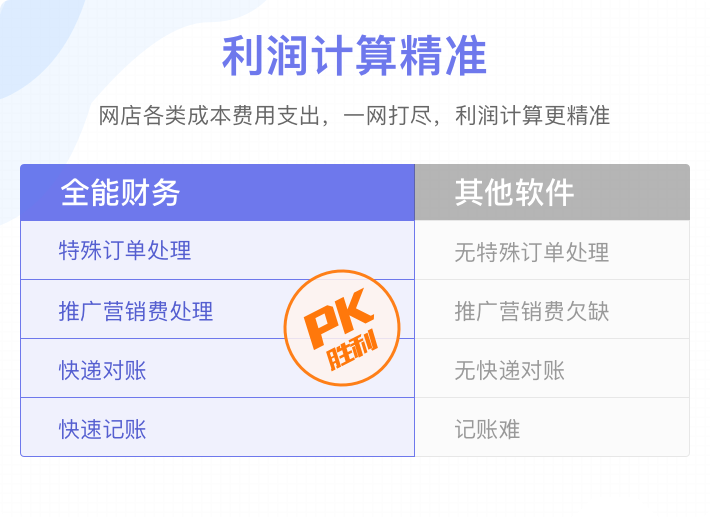 利润计算精准
网店各类成本费用支出，一网打尽，利润计算更精准
全能财务 其他软件
特殊订单处理 无特殊订单处理
推广营销费处理 推广营销费欠缺
PK
胜利
快递对账 无快递对账
快速记账 记账难